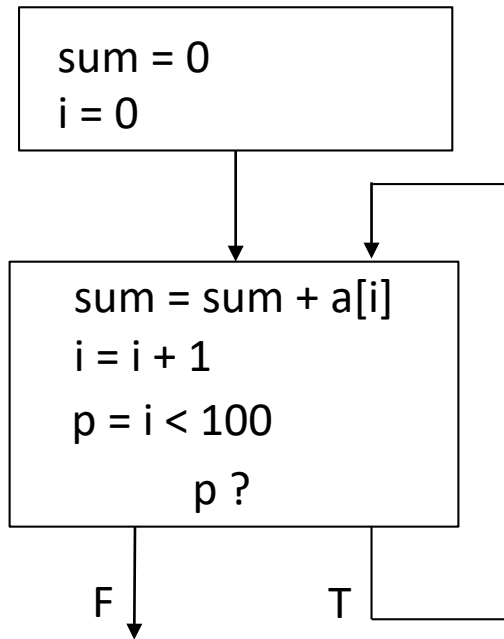 sum = 0
i = 0
sum = sum + a[i]
i = i + 1
p = i < 100
p ?
F
T